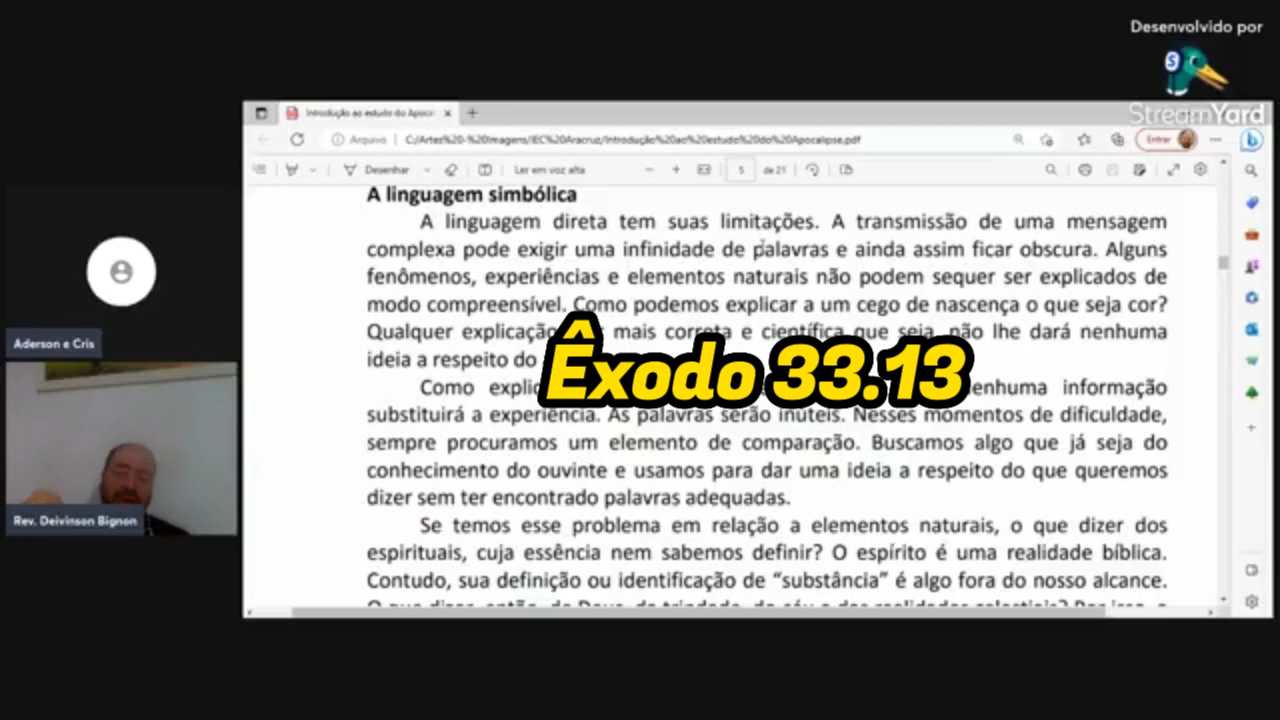 Desenvolvido por
StreamYard
Introdução ao estudo do Apoca
Arquivo
C:/Artes%20-%20Imagens/IEC%20Aracruz/Introdução%20ao%20estudo%20do%20Apocalipse.pdf
Entrar
Desenhar
Ler em voz alta
5
de 21
A linguagem simbólica
A linguagem direta tem suas limitações. A transmissão de uma mensagem
complexa pode exigir uma infinidade de palavras e ainda assim ficar obscura. Alguns
fenômenos, experiências e elementos naturais não podem sequer ser explicados de
modo compreensível. Como podemos explicar a um cego de nascença o que seja cor?
Qualquer explicação mais correta e científica que seja, não lhe dará nenhuma
ideia a respeito do
Êxodo 33.13
Como nenhuma informação
substituirá a experiência. As palavras serão inúteis. Nesses momentos de dificuldade,
sempre procuramos um elemento de comparação. Buscamos algo que já seja do
conhecimento do ouvinte e usamos para dar uma ideia a respeito do que queremos
dizer sem ter encontrado palavras adequadas.
Se temos esse problema em relação a elementos naturais, o que dizer dos
espirituais, cuja essência nem sabemos definir? O espírito é uma realidade bíblica.
Contudo, sua definição ou identificação de “substância” é algo fora do nosso alcance.
Aderson e Cris
Rev. Deivinson Bignon